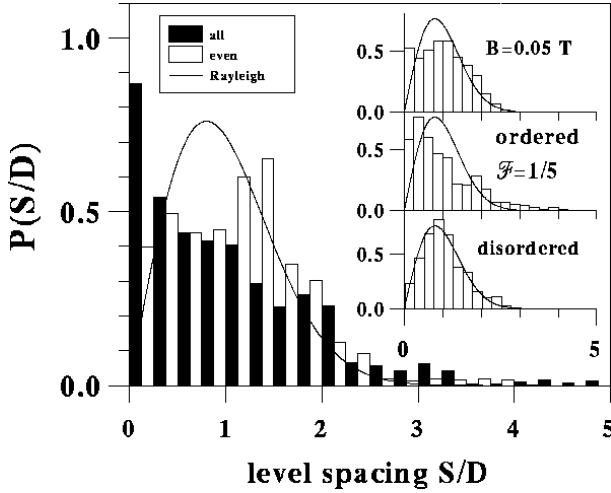 1.0
0.5
0.0
P(S/D)
0 1 2 3 4 5
level spacing S/D
all
even
Rayleigh
0.5
0.0
B=0.05 T
0.5
0.0
ordered
ℱ=1/5
0.5
0.0
disordered
0 5